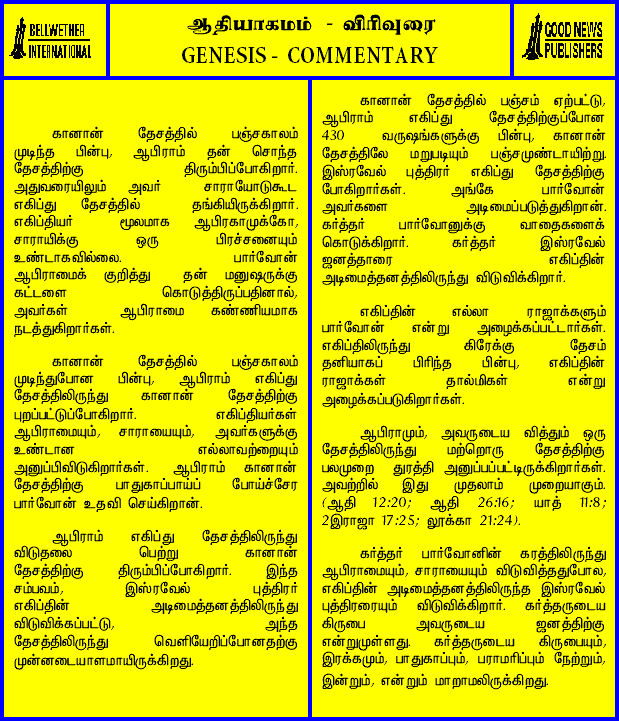 BELLWETHER
INTERNATIONAL
ஆதியாகமம் - விரிவுரை
GENESIS - COMMENTARY
GOOD NEWS
PUBLISHERS
கானான் தேசத்தில் பஞ்சகாலம்
முடிந்த பின்பு, ஆபிராம் தன் சொந்த
தேசத்திற்கு திரும்பிப்போகிறார்.
அதுவரையிலும் அவர் சாராயோடுகூட
எகிப்து தேசத்தில் தங்கியிருக்கிறார்.
எகிப்தியர் மூலமாக ஆபிரகாமுக்கோ,
சாராயிக்கு ஒரு பிரச்சனையும்
உண்டாகவில்லை. பார்வோன்
ஆபிராமைக் குறித்து தன் மனுஷருக்கு
கட்டளை கொடுத்திருப்பதினால்,
அவர்கள் ஆபிராமை கண்ணியமாக
நடத்துகிறார்கள்.
கானான் தேசத்தில் பஞ்சகாலம்
முடிந்துபோன பின்பு, ஆபிராம் எகிப்து
தேசத்திலிருந்து கானான் தேசத்திற்கு
புறப்பட்டுப்போகிறார். எகிப்தியர்கள்
ஆபிராமையும், சாராயையும், அவர்களுக்கு
உண்டான எல்லாவற்றையும்
அனுப்பிவிடுகிறார்கள். ஆபிராம் கானான்
தேசத்திற்கு பாதுகாப்பாய்ப் போய்ச்சேர
பார்வோன் உதவி செய்கிறான்.
ஆபிராம் எகிப்து தேசத்திலிருந்து
விடுதலை பெற்று கானான்
தேசத்திற்கு திரும்பிப்போகிறார். இந்த
சம்பவம், இஸ்ரவேல் புத்திரர்
எகிப்தின் அடிமைத்தனத்திலிருந்து
விடுவிக்கப்பட்டு, அந்த
தேசத்திலிருந்து வெளியேறிப்போனதற்கு
முன்னடையாளமாயிருக்கிறது.
கானான் தேசத்தில் பஞ்சம் ஏற்பட்டு,
ஆபிராம் எகிப்து தேசத்திற்குப்போன
430 வருஷங்களுக்கு பின்பு, கானான்
தேசத்திலே மறுபடியும் பஞ்சமுண்டாயிற்று.
இஸ்ரவேல் புத்திரர் எகிப்து தேசத்திற்கு
போகிறார்கள். அங்கே பார்வோன்
அவர்களை அடிமைப்படுத்துகிறான்.
கர்த்தர் பார்வோனுக்கு வாதைகளைக்
கொடுக்கிறார். கர்த்தர் இஸ்ரவேல்
ஜனத்தாரை எகிப்தின்
அடிமைத்தனத்திலிருந்து விடுவிக்கிறார்.
எகிப்தின் எல்லா ராஜாக்களும்
பார்வோன் என்று அழைக்கப்பட்டார்கள்.
எகிப்திலிருந்து கிரேக்கு தேசம்
தனியாகப் பிரிந்த பின்பு, எகிப்தின்
ராஜாக்கள் தால்மிகள் என்று
அழைக்கப்படுகிறார்கள்.
ஆபிராமும், அவருடைய வித்தும் ஒரு
தேசத்திலிருந்து மற்றொரு தேசத்திற்கு
பலமுறை துரத்தி அனுப்பப்பட்டிருக்கிறார்கள்.
அவற்றில் இது முதலாம் முறையாகும்.
(ஆதி 12:20; ஆதி 26:16; யாத் 11:8;
2இராஜா 17:25; லூக்கா 21:24).
கர்த்தர் பார்வோனின் கரத்திலிருந்து
ஆபிராமையும், சாராயையும் விடுவித்ததுபோல,
எகிப்தின் அடிமைத்தனத்திலிருந்த இஸ்ரவேல்
புத்திரரையும் விடுவிக்கிறார். கர்த்தருடைய
கிருபை அவருடைய ஜனத்திற்கு
என்றுமுள்ளது. கர்த்தருடைய கிருபையும்,
இரக்கமும், பாதுகாப்பும், பராமரிப்பும் நேற்றும்,
இன்றும், என்றும் மாறாமலிருக்கிறது.